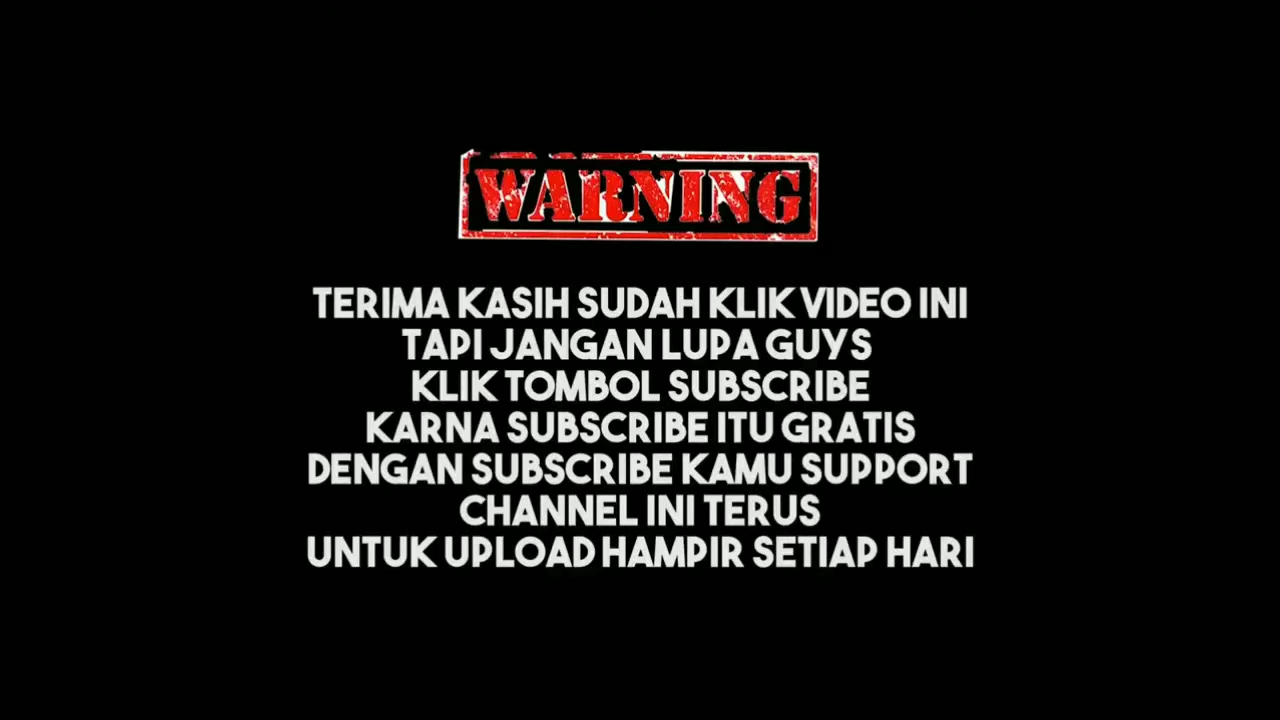 WARNING
TERIMA KASIH SUDAH KLIK VIDEO INI
TAPI JANGAN LUPA GUYS
KLIK TOMBOL SUBSCRIBE
KARNA SUBSCRIBE ITU GRATIS
DENGAN SUBSCRIBE KAMU SUPPORT
CHANNEL INI TERUS
UNTUK UPLOAD HAMPIR SETIAP HARI